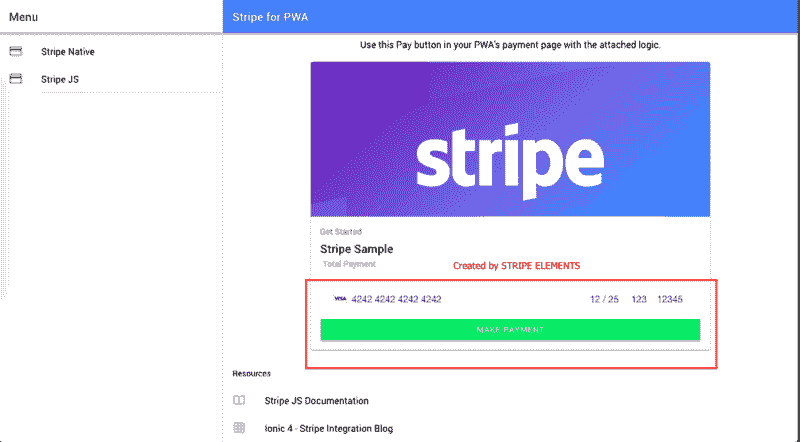 Menu
Stripe for PWA
Stripe Native
Stripe JS
Use this Pay button in your PWA's payment page with the attached logic.
stripe
Get Started
Stripe Sample
Total Payment
Created by STRIPE ELEMENTS
VISA 4242 4242 4242 4242 12 / 25 123 12345
MAKE PAYMENT
Resources
Stripe JS Documentation
Ionic 4 - Stripe Integration Blog